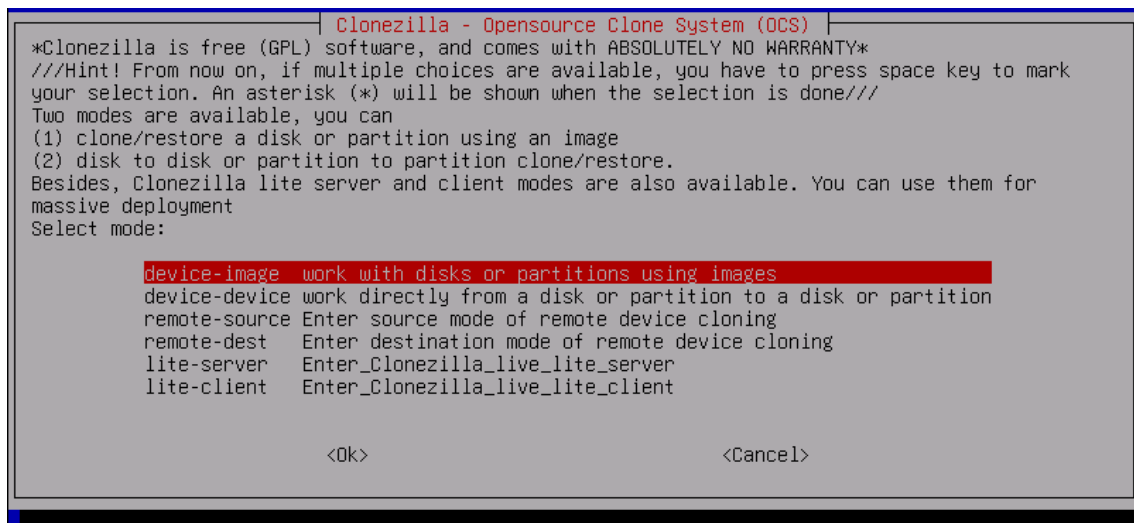 Clonezilla - Opensource Clone System (OCS)
*Clonezilla is free (GPL) software, and comes with ABSOLUTELY NO WARRANTY*
///Hint! From now on, if multiple choices are available, you have to press space key to mark
your selection. An asterisk (*) will be shown when the selection is done///
Two modes are available, you can
(1) clone/restore a disk or partition using an image
(2) disk to disk or partition to partition clone/restore.
Besides, Clonezilla lite server and client modes are also available. You can use them for
massive deployment
Select mode:
device-image work with disks or partitions using images
device-device work directly from a disk or partition to a disk or partition
remote-source Enter source mode of remote device cloning
remote-dest Enter destination mode of remote device cloning
lite-server Enter_Clonezilla_live_lite_server
lite-client Enter_Clonezilla_live_lite_client
<Ok> <Cancel>